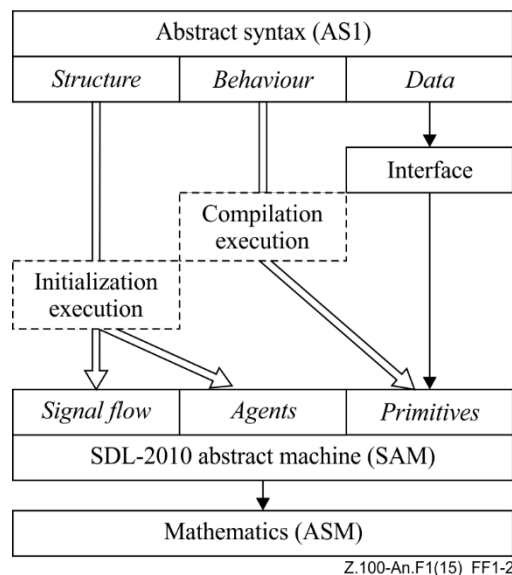 Abstract syntax (AS1)
Structure
Behaviour
Data
Interface
Compilation
execution
Initialization
execution
Signal flow
Agents
Primitives
SDL-2010 abstract machine (SAM)
Mathematics (ASM)
Z.100-An.F1(15)_FF1-2